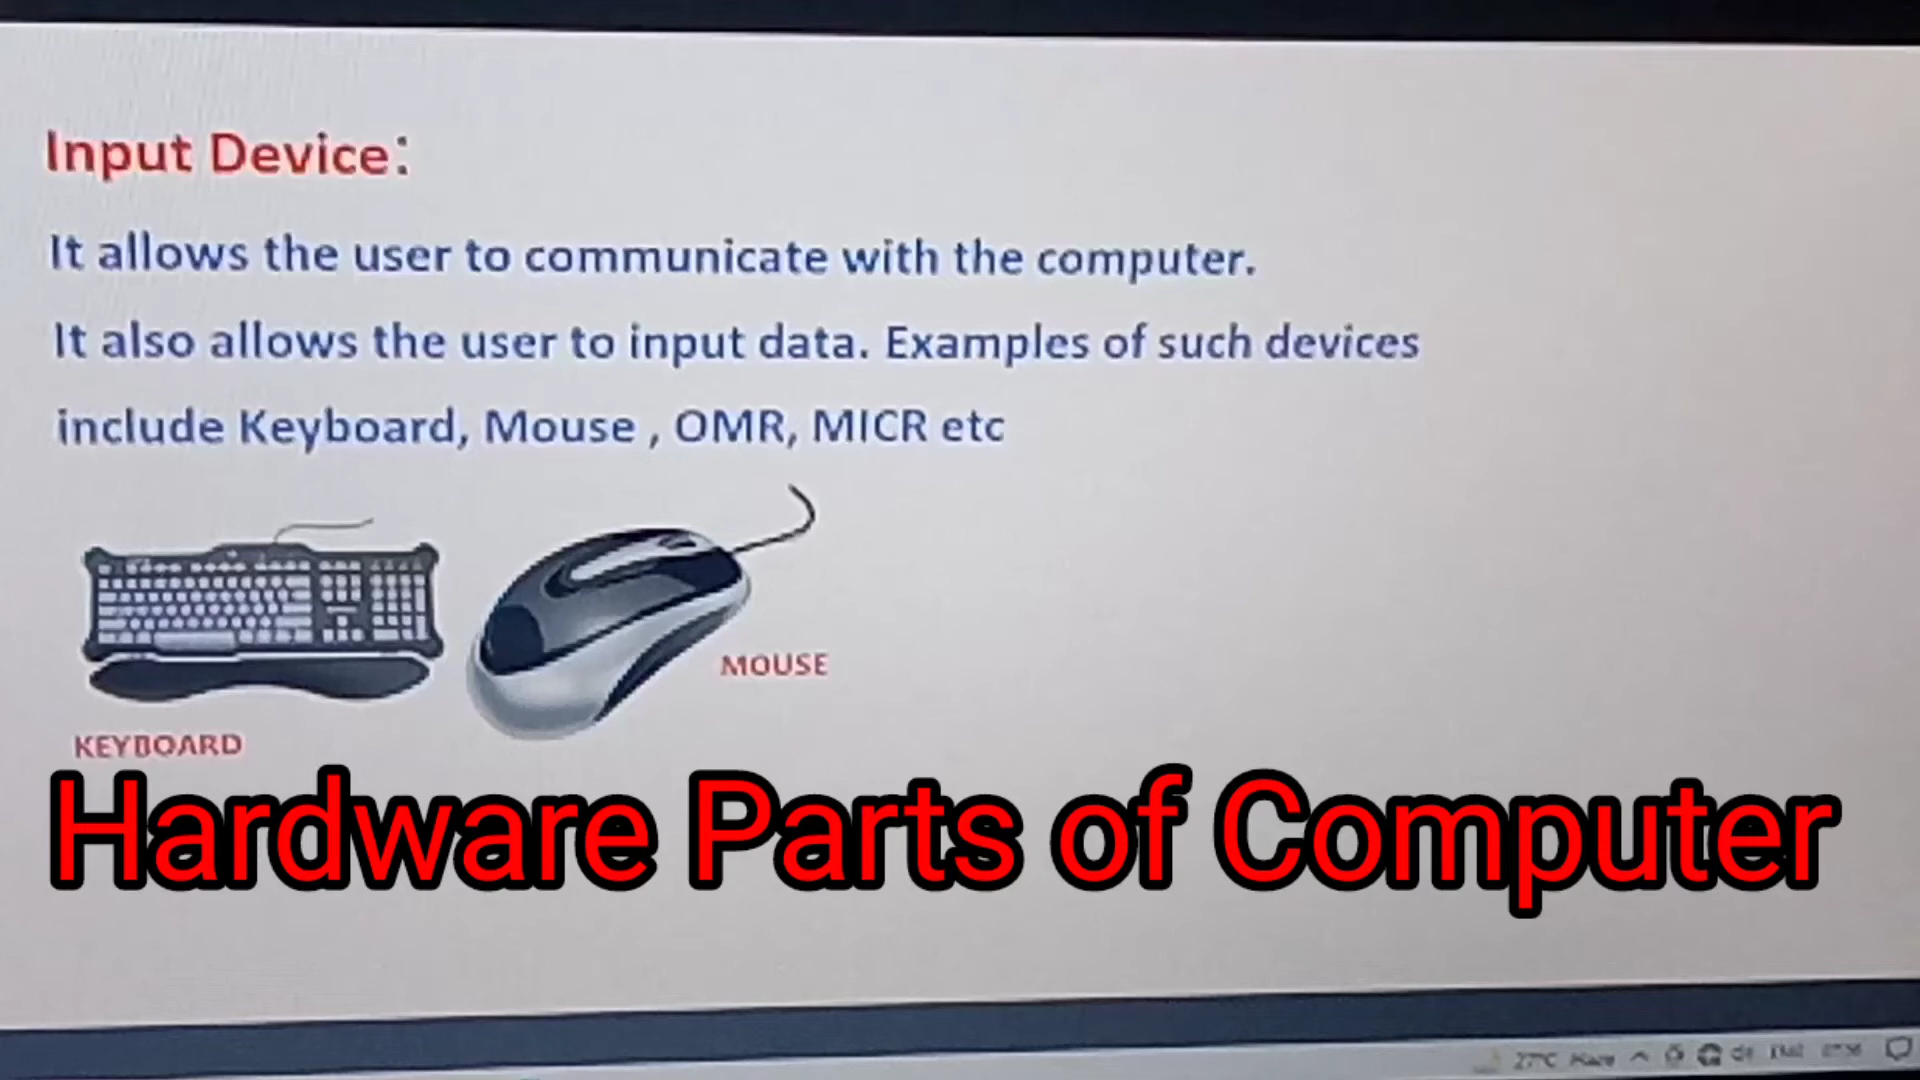 Input Device:
It allows the user to communicate with the computer.
It also allows the user to input data. Examples of such devices
include Keyboard, Mouse , OMR, MICR etc
MOUSE
KEYBOARD
Hardware Parts of Computer
27°C